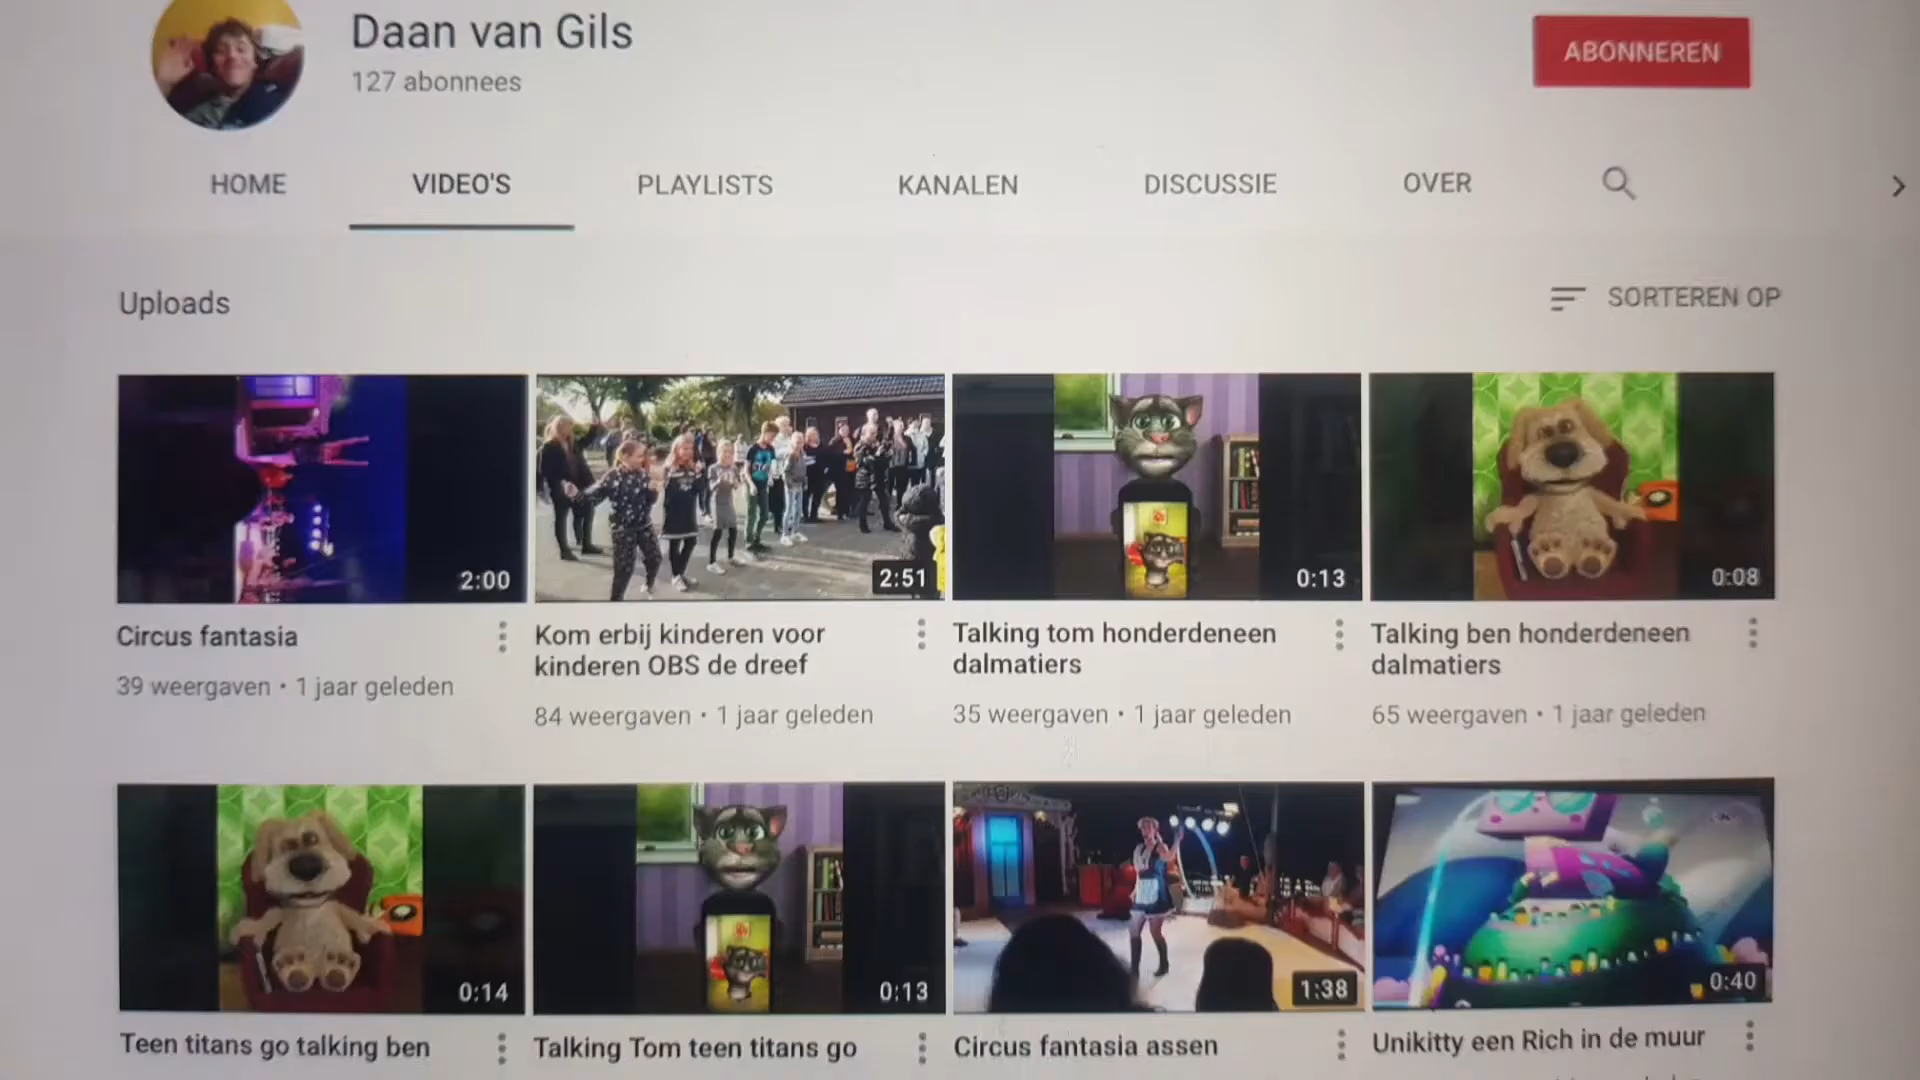 Daan van Gils
127 abonnees
ABONNEREN
HOME VIDEO'S PLAYLISTS KANALEN DISCUSSIE OVER
Uploads
SORTEREN OP
2:00 2:51 0:13 0:08
Circus fantasia
39 weergaven • 1 jaar geleden
Kom erbij kinderen voor
kinderen OBS de dreef
84 weergaven • 1 jaar geleden
Talking tom honderdeneen
dalmatiers
35 weergaven • 1 jaar geleden
Talking ben honderdeneen
dalmatiers
65 weergaven • 1 jaar geleden
0:14 0:13 1:38 0:40
Teen titans go talking ben
Talking Tom teen titans go
Circus fantasia assen
Unikitty een Rich in de muur